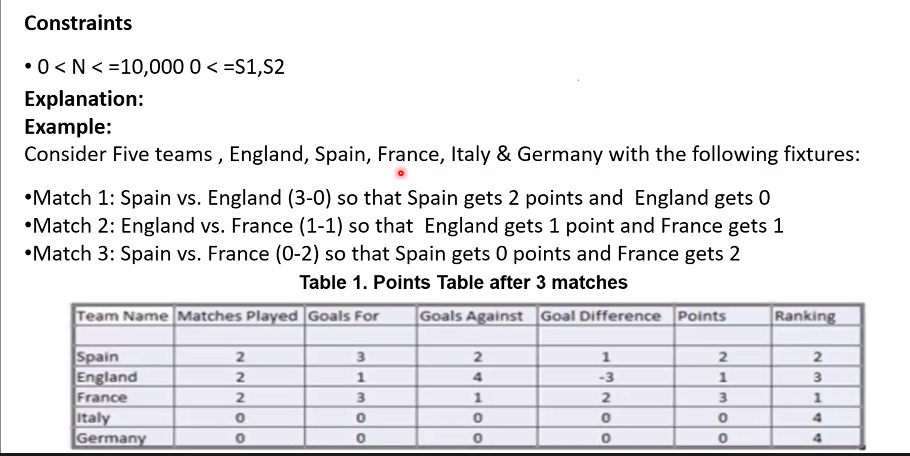 Constraints
• 0 < N < =10,000 0 < =S1,S2
Explanation:
Example:
Consider Five teams , England, Spain, France, Italy & Germany with the following fixtures:
•Match 1: Spain vs. England (3-0) so that Spain gets 2 points and England gets 0
•Match 2: England vs. France (1-1) so that England gets 1 point and France gets 1
•Match 3: Spain vs. France (0-2) so that Spain gets 0 points and France gets 2
Table 1. Points Table after 3 matches
Team Name Matches Played Goals For Goals Against Goal Difference Points Ranking
Spain 2 3 2 1 2 2
England 2 1 4 -3 1 3
France 2 3 1 2 3 1
Italy 0 0 0 0 0 4
Germany 0 0 0 0 0 4